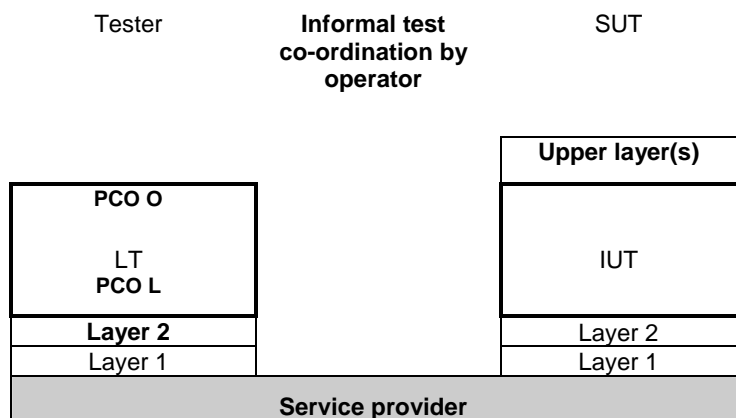 Tester
Informal test
co-ordination by
operator
SUT
Upper layer(s)
PCO O
LT
PCO L
IUT
Layer 2
Layer 2
Layer 1
Layer 1
Service provider